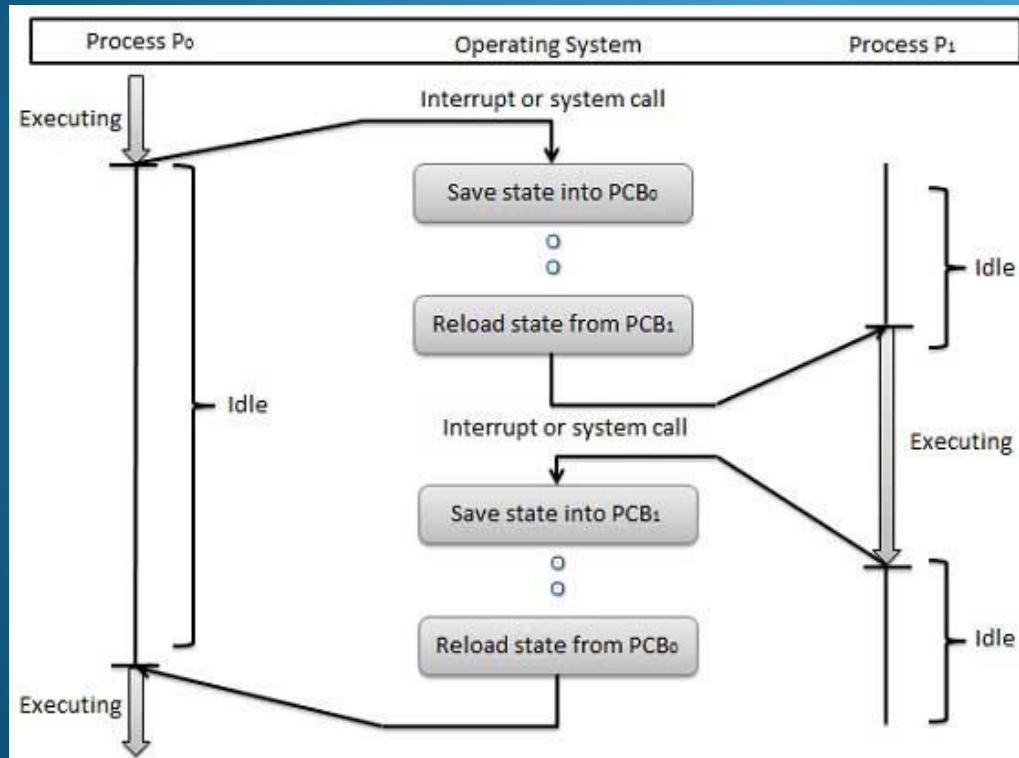 Process P₀
Operating System
Process P₁
Executing
Interrupt or system call
Save state into PCB₀
Idle
Reload state from PCB₁
Idle
Interrupt or system call
Executing
Save state into PCB₁
Reload state from PCB₀
Idle
Executing